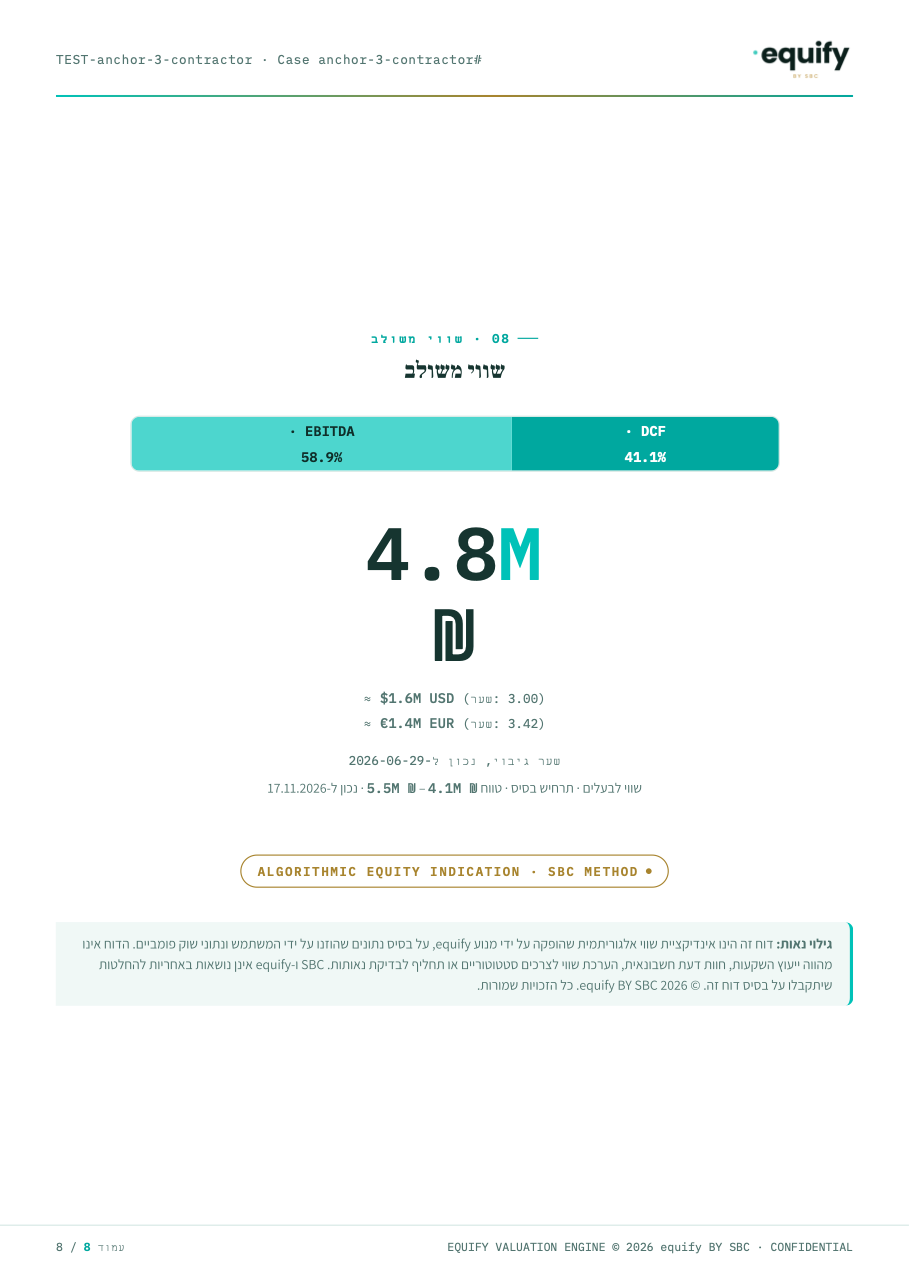 TEST-anchor-3-contractor · Case anchor-3-contractor#
equify
BY SBC
08 · שווי משולב
שווי משולב
· EBITDA
58.9%
· DCF
41.1%
4.8M
₪
≈ $1.6M USD (שער: 3.00)
≈ €1.4M EUR (שער: 3.42)
שער גיבוי, נכון ל-2026-06-29
שווי לבעלים · תרחיש בסיס · טווח ₪ 4.1M – ₪ 5.5M · נכון ל-17.11.2026
ALGORITHMIC EQUITY INDICATION · SBC METHOD
גילוי נאות: דוח זה הינו אינדיקציית שווי אלגוריתמית שהופקה על ידי מנוע equify, על בסיס נתונים שהוזנו על ידי המשתמש ונתוני שוק פומביים. הדוח אינו
מהווה ייעוץ השקעות, חוות דעת חשבונאית, הערכת שווי לצרכים סטטוטוריים או תחליף לבדיקת נאותות. SBC ו-equify אינן נושאות באחריות להחלטות
שיתקבלו על בסיס דוח זה. © 2026 equify BY SBC. כל הזכויות שמורות.
עמוד 8 / 8
EQUIFY VALUATION ENGINE © 2026 equify BY SBC · CONFIDENTIAL